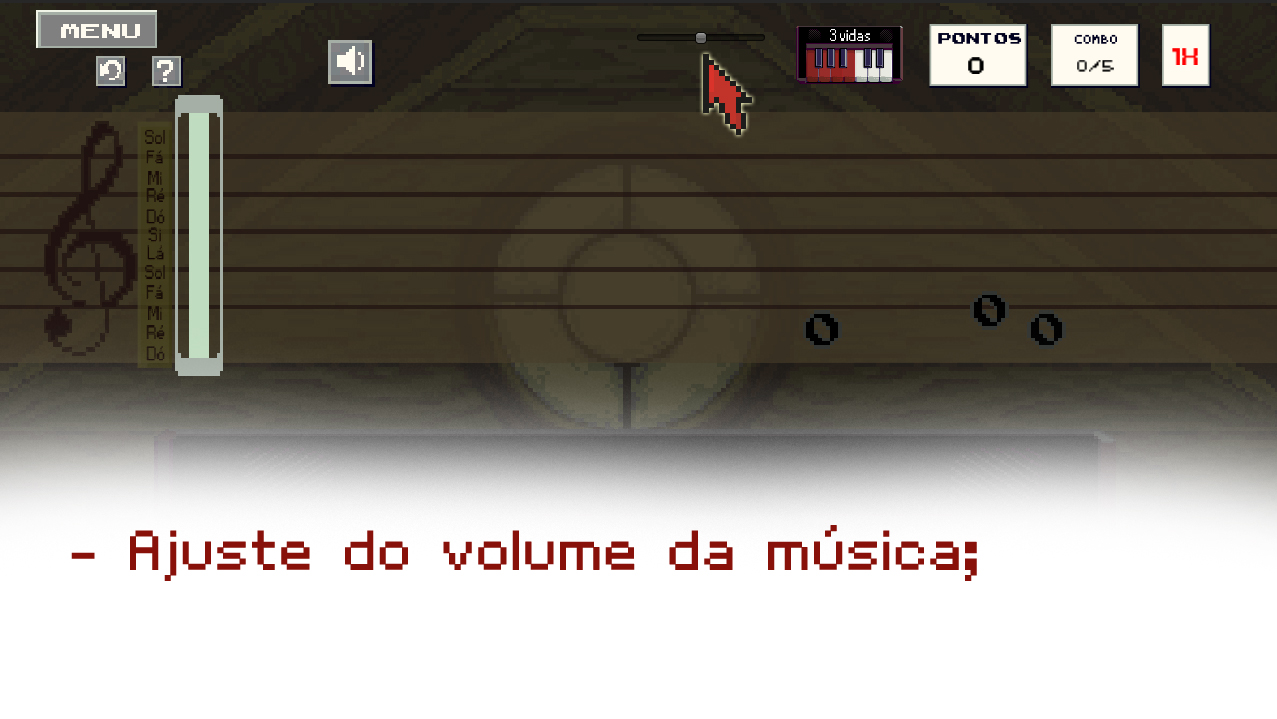 MENU
?
3 vidas
PONTOS
0
COMBO
0/5
1X
Sol
Fá
Mi
Ré
Dó
Si
Lá
Sol
Fá
Mi
Ré
Dó
- Ajuste do volume da música;